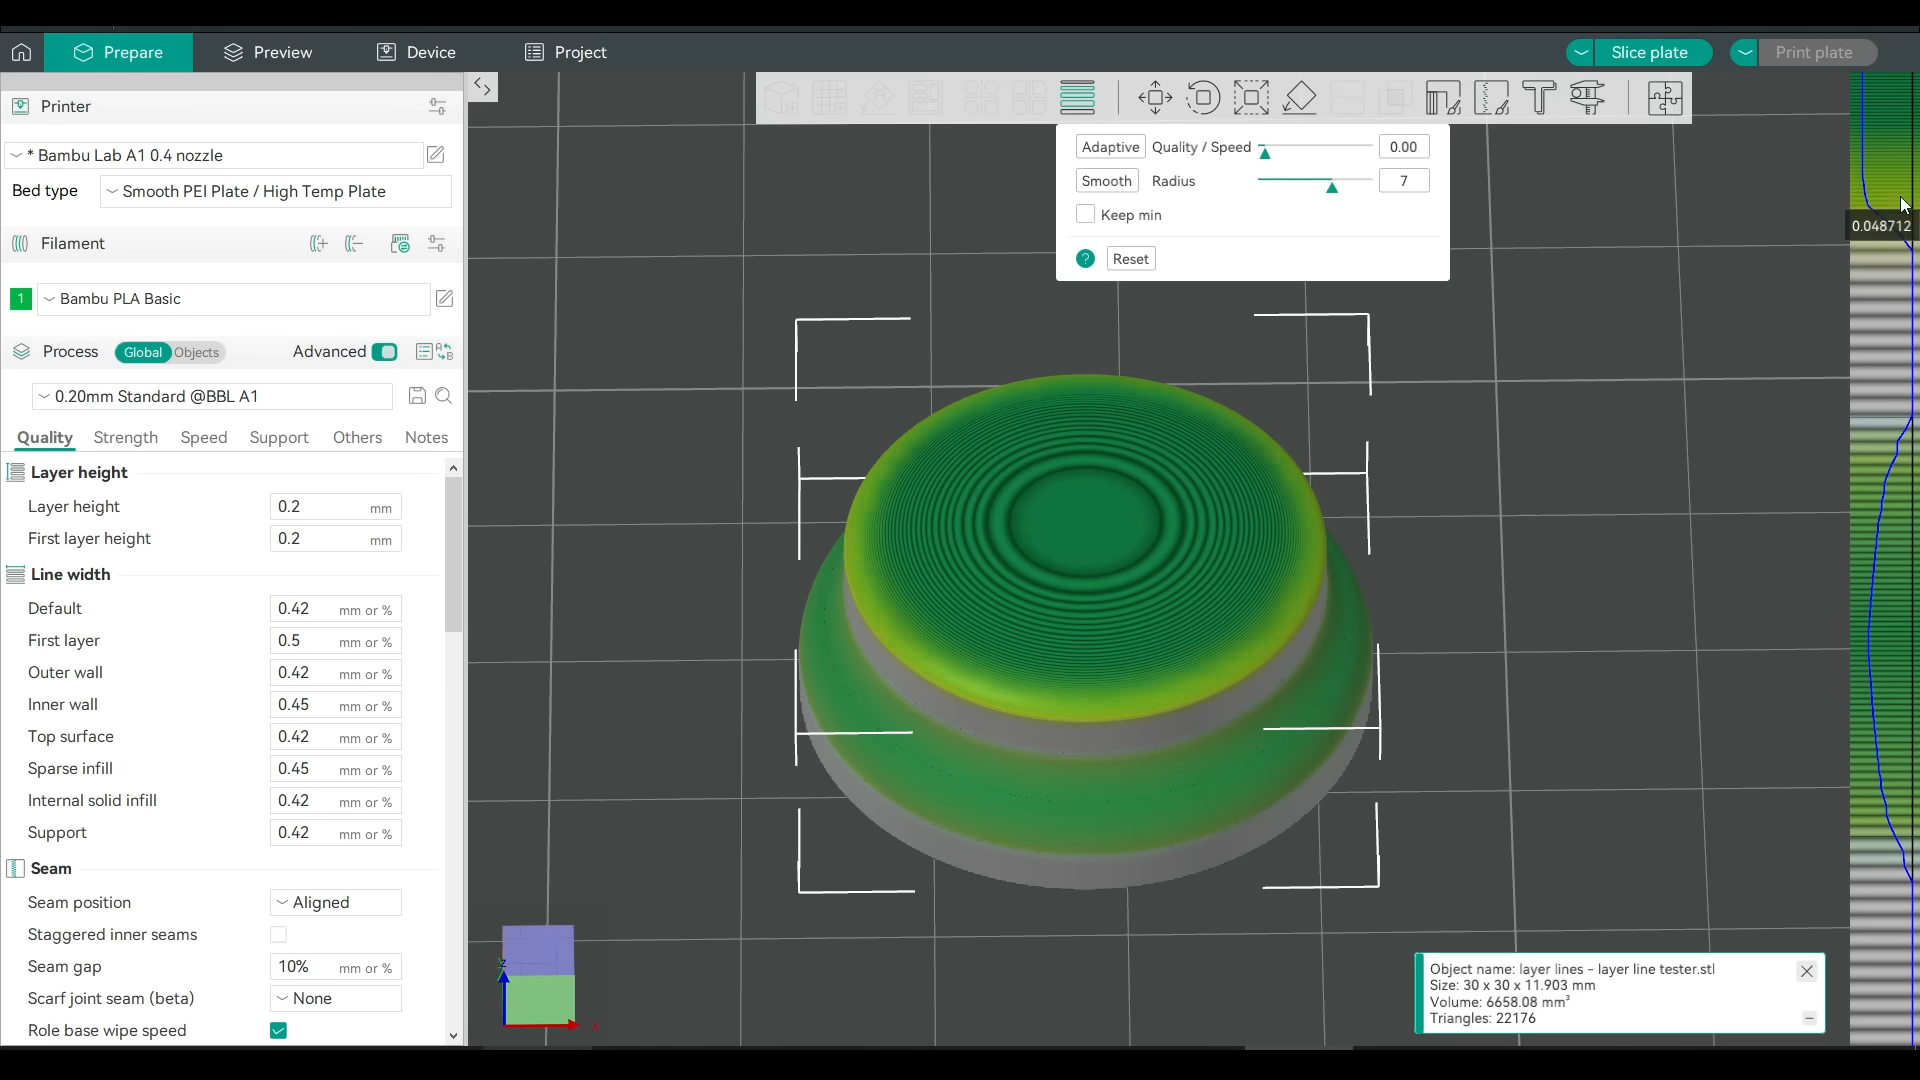 Prepare
Preview
Device
Project
Slice plate
Print plate
Printer
* Bambu Lab A1 0.4 nozzle
Bed type
Smooth PEI Plate / High Temp Plate
Filament
1
Bambu PLA Basic
Process
Global
Objects
Advanced
0.20mm Standard @BBL A1
Quality
Strength
Speed
Support
Others
Notes
Layer height
Layer height 0.2 mm
First layer height 0.2 mm
Line width
Default 0.42 mm or %
First layer 0.5 mm or %
Outer wall 0.42 mm or %
Inner wall 0.45 mm or %
Top surface 0.42 mm or %
Sparse infill 0.45 mm or %
Internal solid infill 0.42 mm or %
Support 0.42 mm or %
Seam
Seam position Aligned
Staggered inner seams
Seam gap 10% mm or %
Scarf joint seam (beta) None
Role base wipe speed
Adaptive Quality / Speed 0.00
Smooth Radius 7
Keep min
? Reset
0.048712
z
x
Object name: layer lines - layer line tester.stl
Size: 30 x 30 x 11.903 mm
Volume: 6658.08 mm³
Triangles: 22176